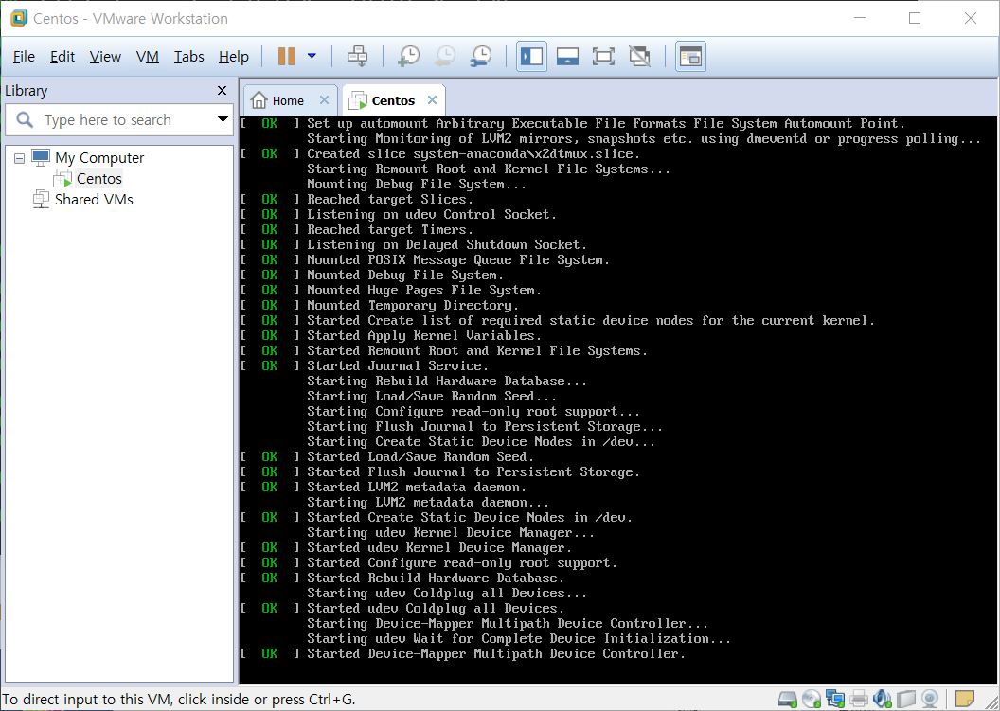 Centos - VMware Workstation
File Edit View VM Tabs Help
Library
Type here to search
My Computer
Centos
Shared VMs
Home
Centos
[  OK  ] Set up automount Arbitrary Executable File Formats File System Automount Point.
Starting Monitoring of LVM2 mirrors, snapshots etc. using dmeventd or progress polling...
[  OK  ] Created slice system-anaconda\x2dtmux.slice.
Starting Remount Root and Kernel File Systems...
Mounting Debug File System...
[  OK  ] Reached target Slices.
[  OK  ] Listening on udev Control Socket.
[  OK  ] Reached target Timers.
[  OK  ] Listening on Delayed Shutdown Socket.
[  OK  ] Mounted POSIX Message Queue File System.
[  OK  ] Mounted Debug File System.
[  OK  ] Mounted Huge Pages File System.
[  OK  ] Mounted Temporary Directory.
[  OK  ] Started Create list of required static device nodes for the current kernel.
[  OK  ] Started Apply Kernel Variables.
[  OK  ] Started Remount Root and Kernel File Systems.
[  OK  ] Started Journal Service.
Starting Rebuild Hardware Database...
Starting Load/Save Random Seed...
Starting Configure read-only root support...
Starting Flush Journal to Persistent Storage...
Starting Create Static Device Nodes in /dev...
[  OK  ] Started Load/Save Random Seed.
[  OK  ] Started Flush Journal to Persistent Storage.
[  OK  ] Started LVM2 metadata daemon.
Starting LVM2 metadata daemon...
[  OK  ] Started Create Static Device Nodes in /dev.
Starting udev Kernel Device Manager...
[  OK  ] Started udev Kernel Device Manager.
[  OK  ] Started Configure read-only root support.
[  OK  ] Started Rebuild Hardware Database.
Starting udev Coldplug all Devices...
[  OK  ] Started udev Coldplug all Devices.
Starting Device-Mapper Multipath Device Controller...
Starting udev Wait for Complete Device Initialization...
[  OK  ] Started Device-Mapper Multipath Device Controller.
To direct input to this VM, click inside or press Ctrl+G.